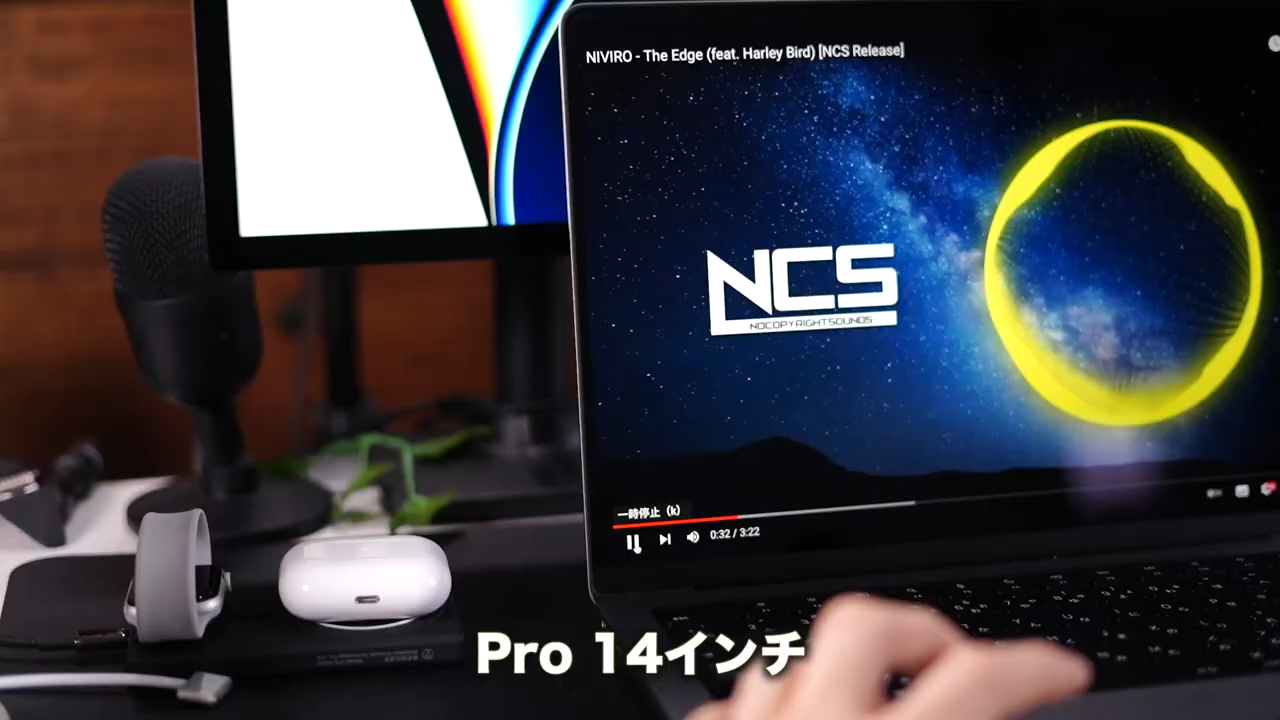 NIVIRO - The Edge (feat. Harley Bird) [NCS Release]
NCS
NOCOPYRIGHTSOUNDS
一時停止 (k)
0:32 / 3:22
Pro 14インチ